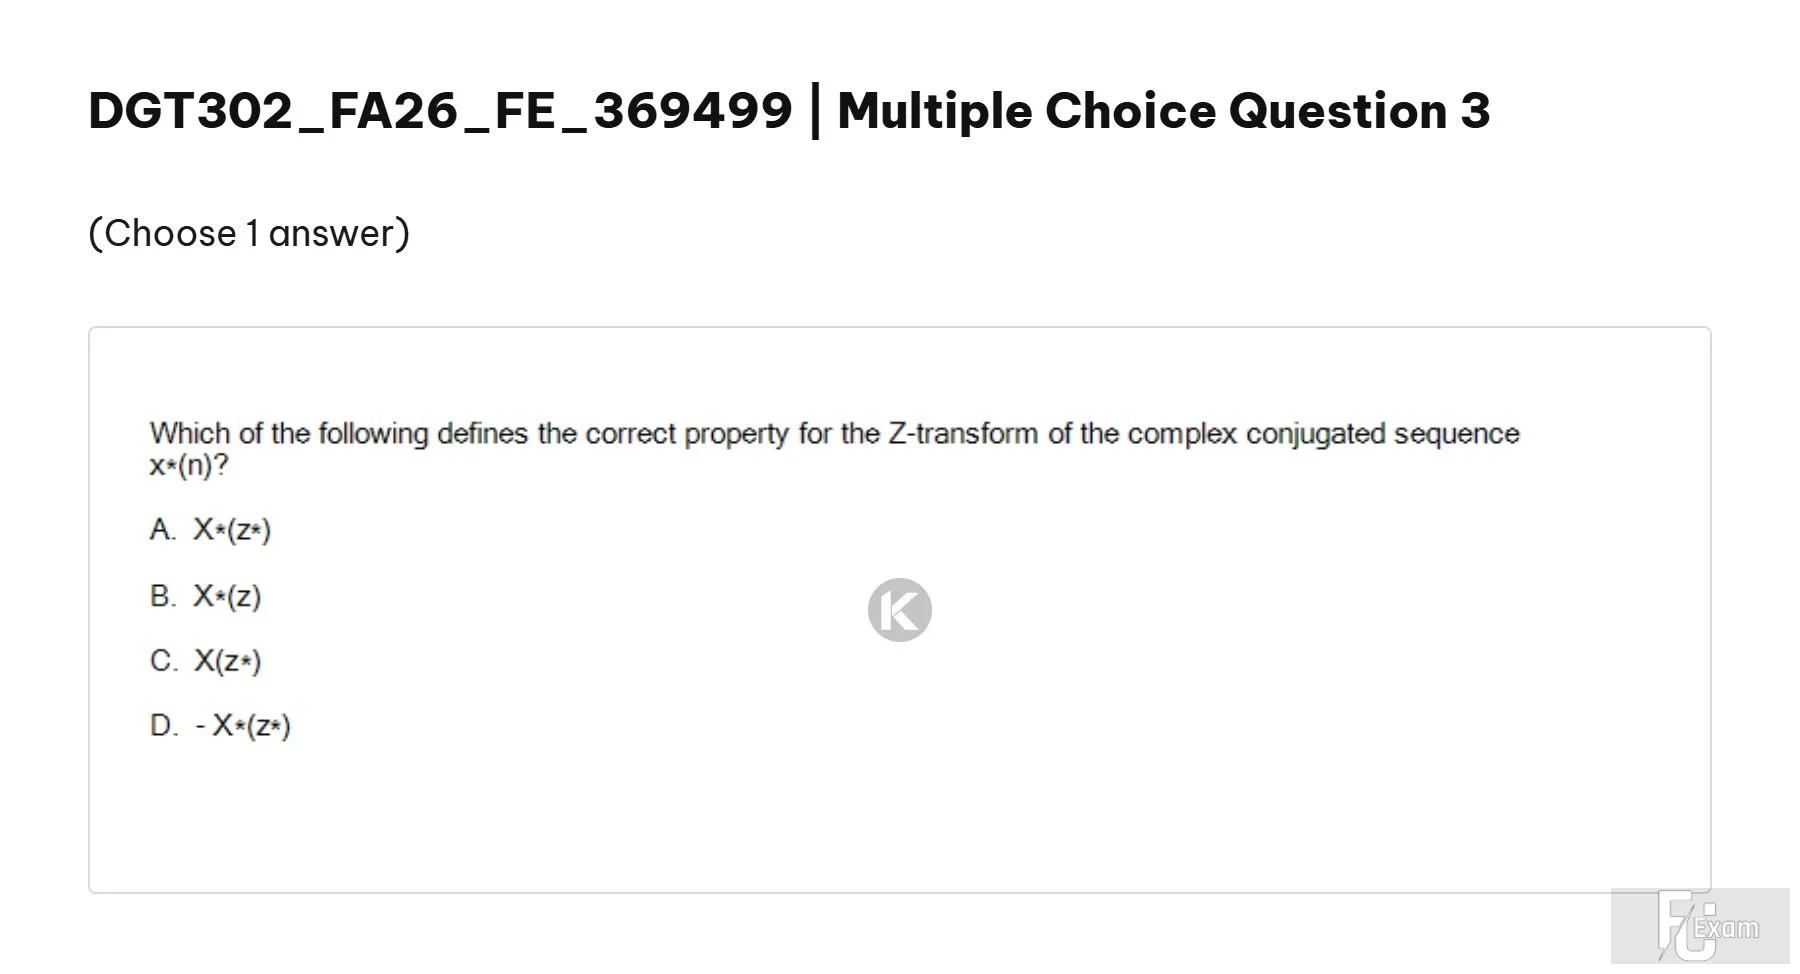 DGT302_FA26_FE_369499 | Multiple Choice Question 3
(Choose 1 answer)
Which of the following defines the correct property for the Z-transform of the complex conjugated sequence
x*(n)?
A. X*(z*)
B. X*(z)
C. X(z*)
D. - X*(z*)
K
FC Exam